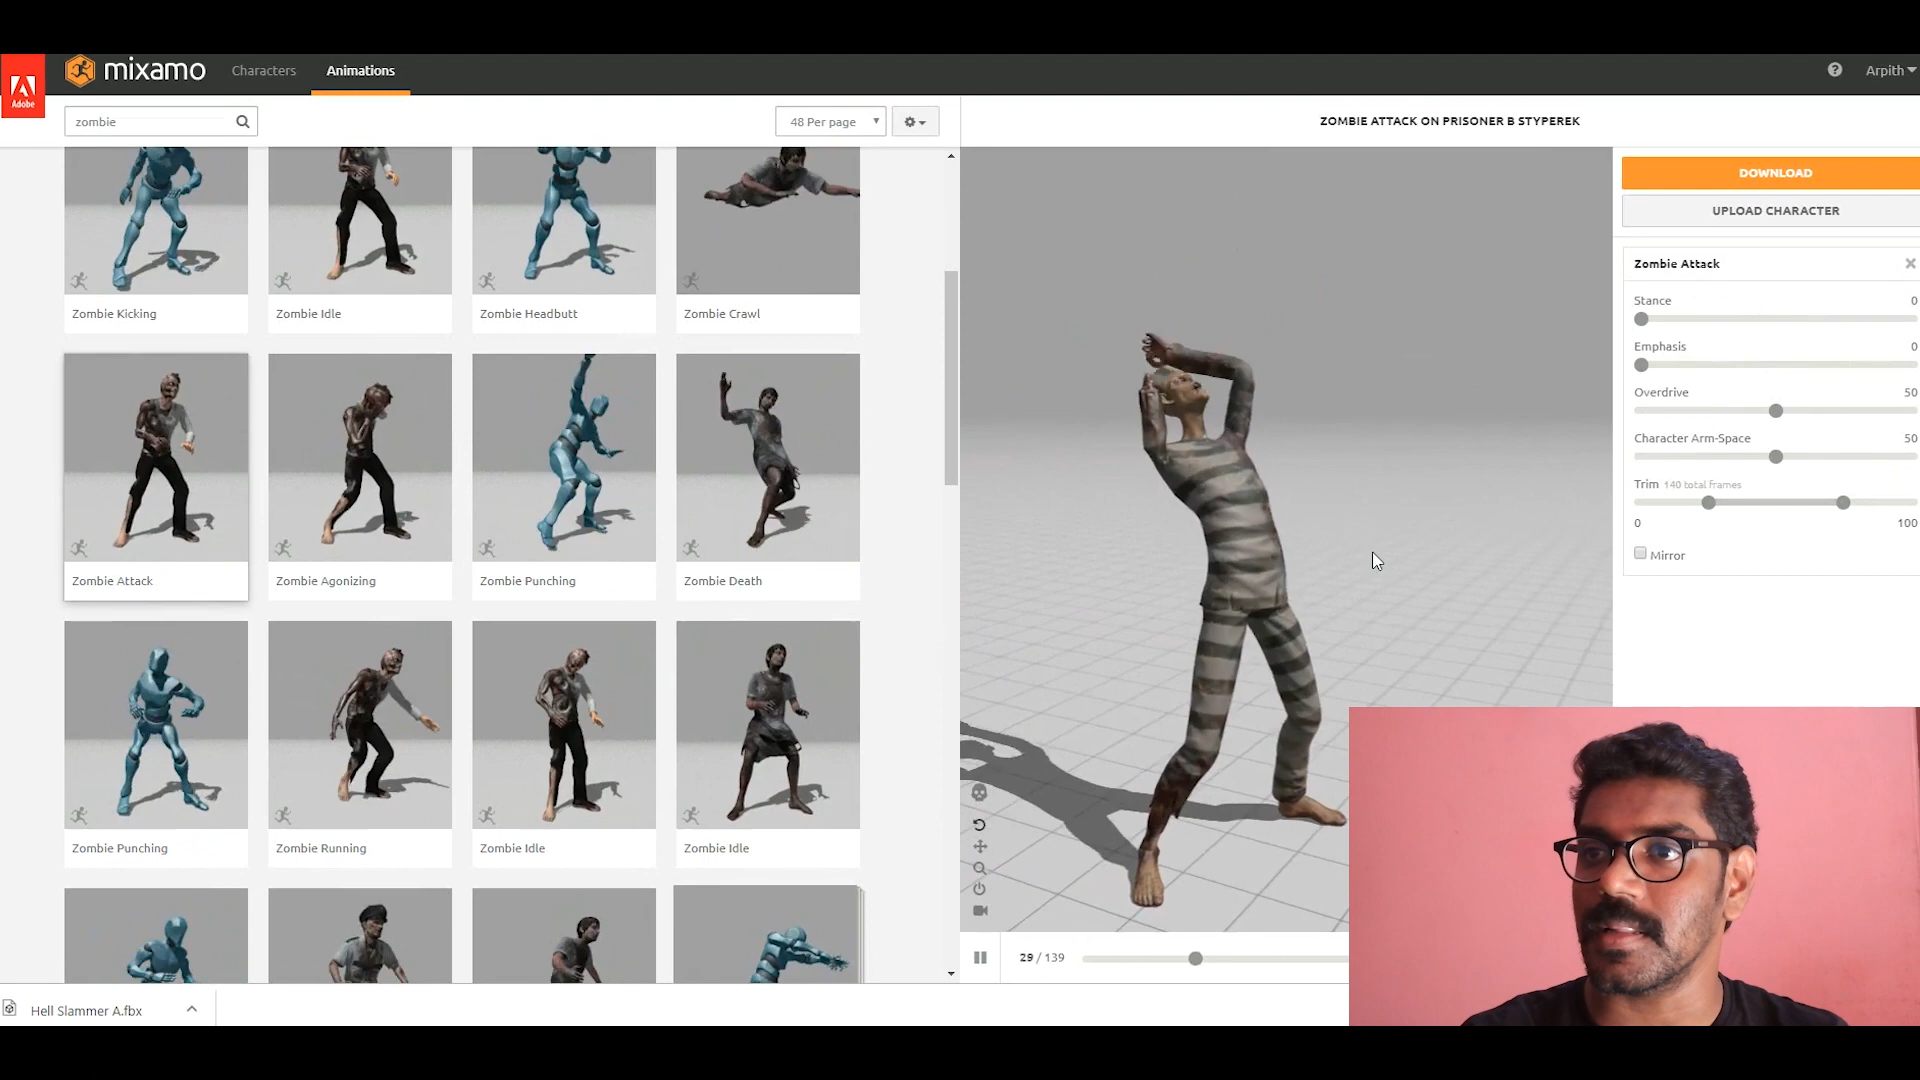 Adobe
mixamo
Characters
Animations
Arpith
zombie
48 Per page
ZOMBIE ATTACK ON PRISONER B STYPEREK
DOWNLOAD
UPLOAD CHARACTER
Zombie Attack
Stance 0
Emphasis 0
Overdrive 50
Character Arm-Space 50
Trim 140 total frames
0 100
Mirror
Zombie Kicking
Zombie Idle
Zombie Headbutt
Zombie Crawl
Zombie Attack
Zombie Agonizing
Zombie Punching
Zombie Death
Zombie Punching
Zombie Running
Zombie Idle
Zombie Idle
29 / 139
Hell Slammer A.fbx